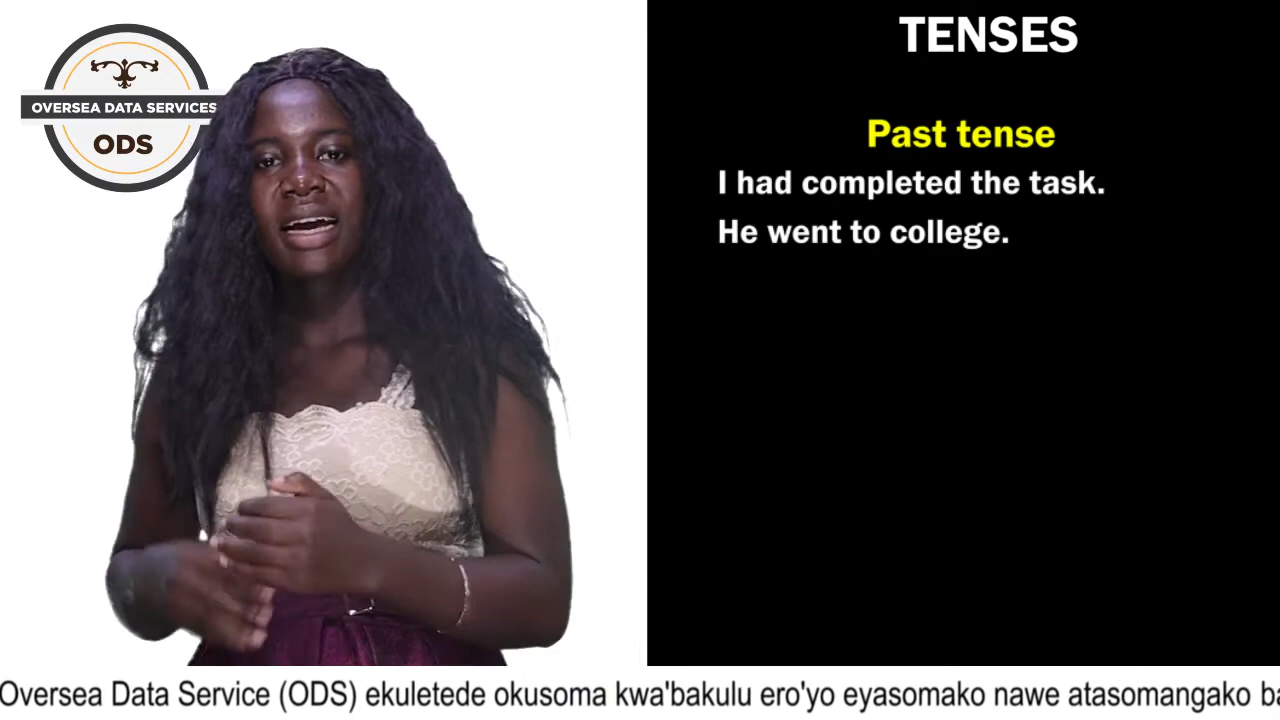 OVERSEA DATA SERVICES
ODS
TENSES
Past tense
I had completed the task.
He went to college.
Oversea Data Service (ODS) ekuletede okusoma kwa'bakulu ero'yo eyasomako nawe atasomangako